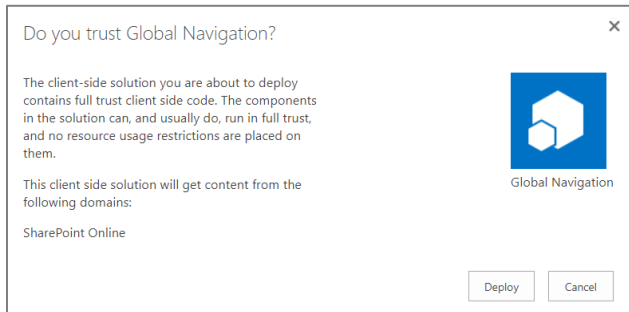 Do you trust Global Navigation?
The client-side solution you are about to deploy
contains full trust client side code. The components
in the solution can, and usually do, run in full trust,
and no resource usage restrictions are placed on
them.
This client side solution will get content from the
following domains:
SharePoint Online
Global Navigation
Deploy Cancel